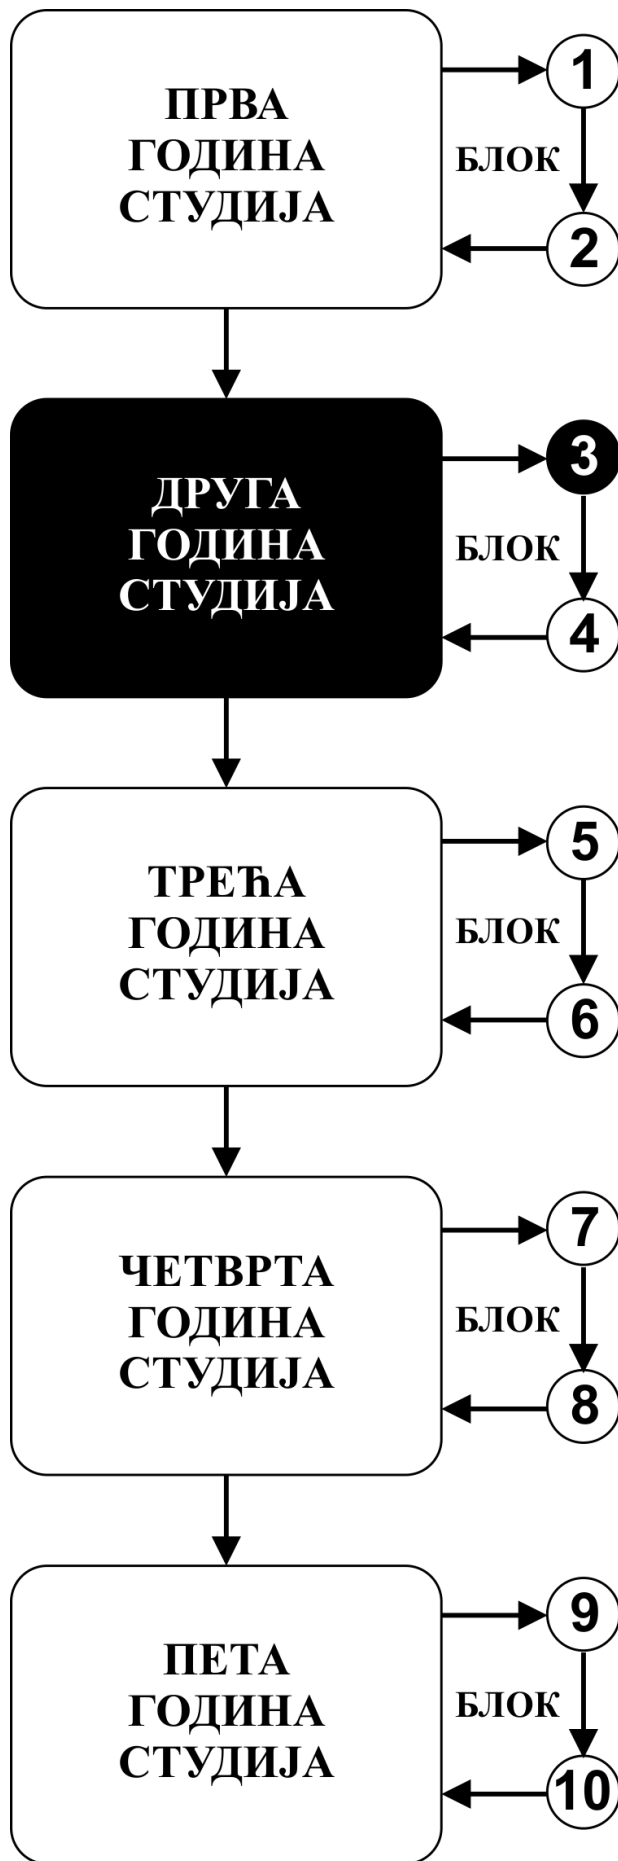 ПРВА
ГОДИНА
СТУДИЈА
1
БЛОК
2
ДРУГА
ГОДИНА
СТУДИЈА
3
БЛОК
4
ТРЕЋА
ГОДИНА
СТУДИЈА
5
БЛОК
6
ЧЕТВРТА
ГОДИНА
СТУДИЈА
7
БЛОК
8
ПЕТА
ГОДИНА
СТУДИЈА
9
БЛОК
10